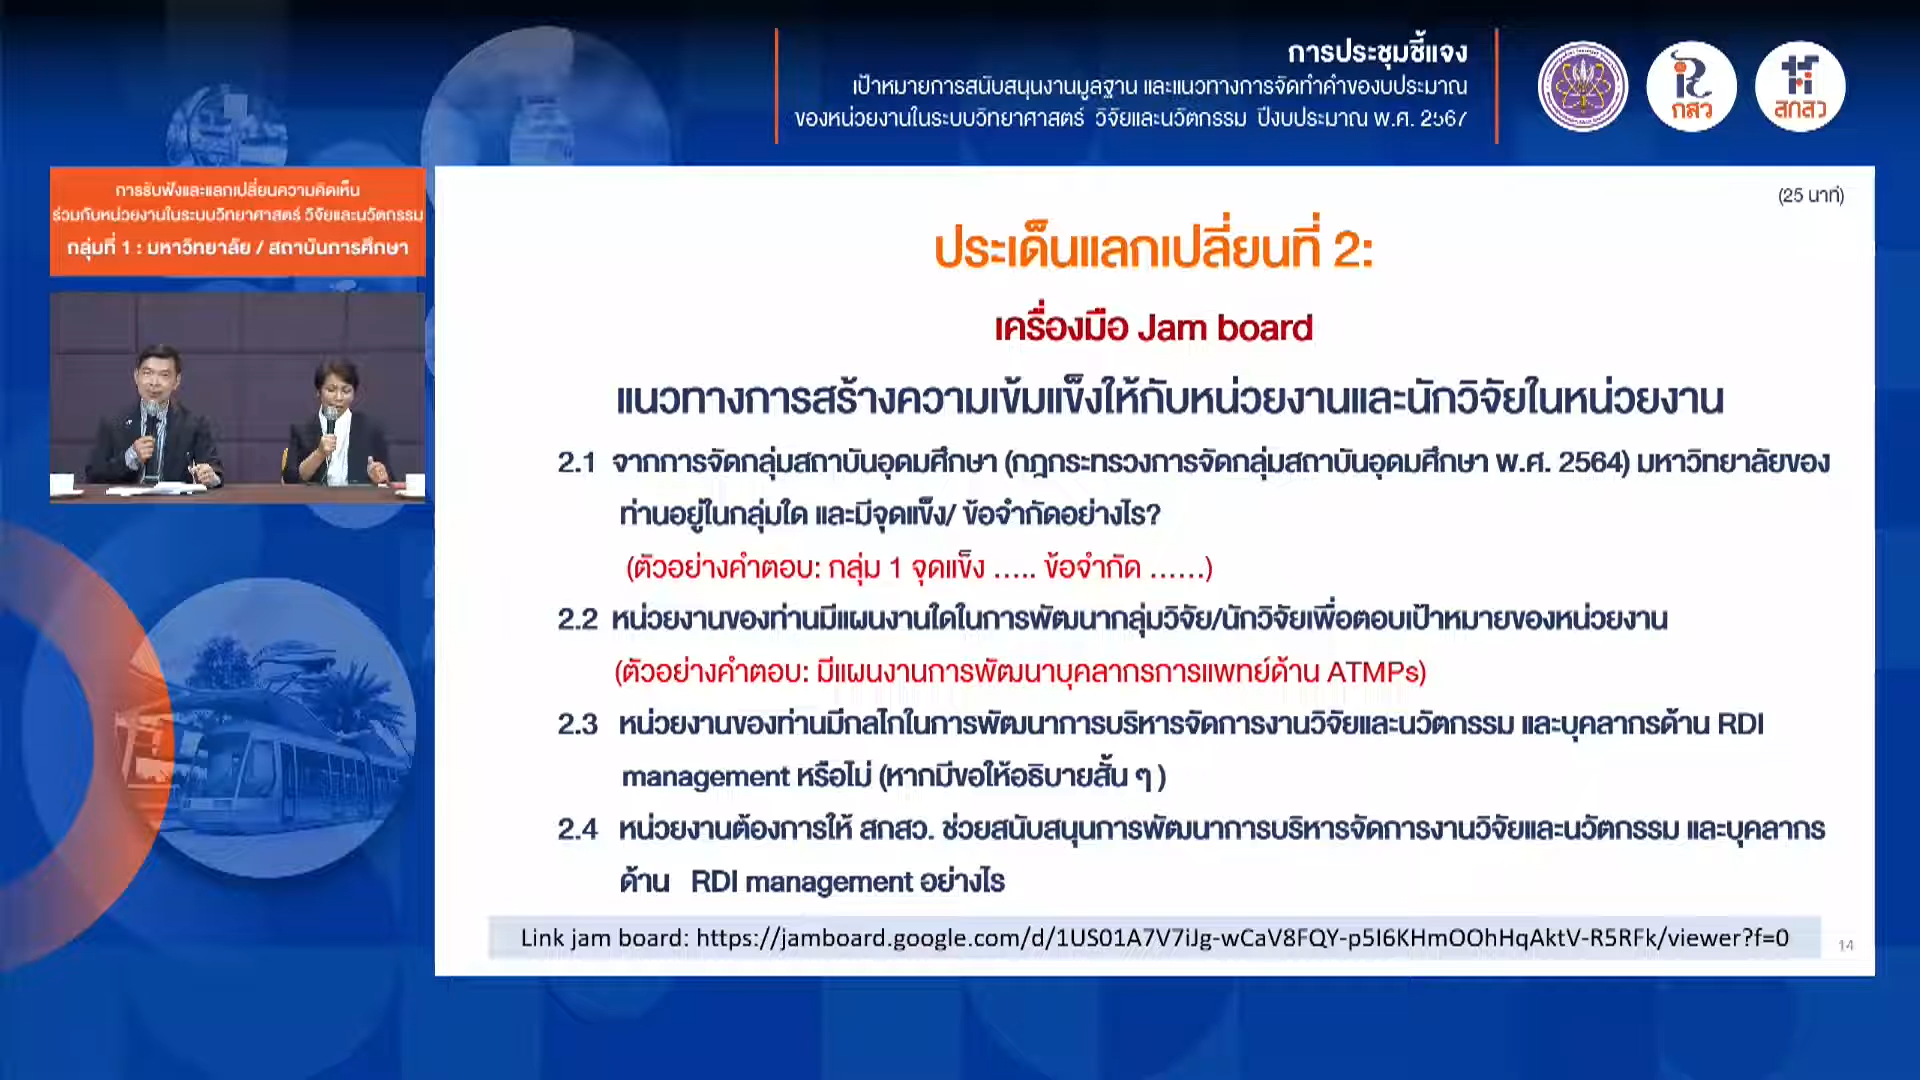 การประชุมชี้แจง
เป้าหมายการสนับสนุนงานมูลฐาน และแนวทางการจัดทำคำของบประมาณ
ของหน่วยงานในระบบวิทยาศาสตร์ วิจัยและนวัตกรรม ปีงบประมาณ พ.ศ. 2567
กสว
สกสว
การรับฟังและแลกเปลี่ยนความคิดเห็น
ร่วมกับหน่วยงานในระบบวิทยาศาสตร์ วิจัยและนวัตกรรม
กลุ่มที่ 1 : มหาวิทยาลัย / สถาบันการศึกษา
(25 นาที)
ประเด็นแลกเปลี่ยนที่ 2:
เครื่องมือ Jam board
แนวทางการสร้างความเข้มแข็งให้กับหน่วยงานและนักวิจัยในหน่วยงาน
2.1 จากการจัดกลุ่มสถาบันอุดมศึกษา (กฎกระทรวงการจัดกลุ่มสถาบันอุดมศึกษา พ.ศ. 2564) มหาวิทยาลัยของ
ท่านอยู่ในกลุ่มใด และมีจุดแข็ง/ ข้อจำกัดอย่างไร?
(ตัวอย่างคำตอบ: กลุ่ม 1 จุดแข็ง ..... ข้อจำกัด ......)
2.2 หน่วยงานของท่านมีแผนงานใดในการพัฒนากลุ่มวิจัย/นักวิจัยเพื่อตอบเป้าหมายของหน่วยงาน
(ตัวอย่างคำตอบ: มีแผนงานการพัฒนาบุคลากรการแพทย์ด้าน ATMPs)
2.3 หน่วยงานของท่านมีกลไกในการพัฒนาการบริหารจัดการงานวิจัยและนวัตกรรม และบุคลากรด้าน RDI
management หรือไม่ (หากมีขอให้อธิบายสั้น ๆ )
2.4 หน่วยงานต้องการให้ สกสว. ช่วยสนับสนุนการพัฒนาการบริหารจัดการงานวิจัยและนวัตกรรม และบุคลากร
ด้าน RDI management อย่างไร
Link jam board: https://jamboard.google.com/d/1US01A7V7iJg-wCaV8FQY-p5I6KHmOOhHqAktV-R5RFk/viewer?f=0
14